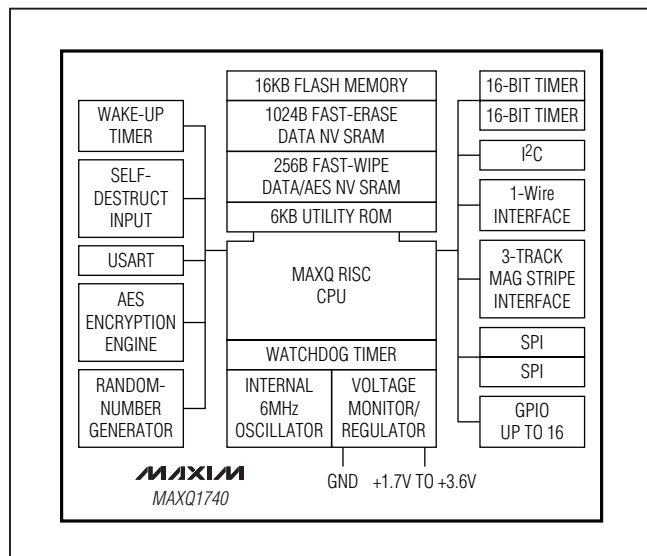 WAKE-UP
TIMER
SELF-
DESTRUCT
INPUT
USART
AES
ENCRYPTION
ENGINE
RANDOM-
NUMBER
GENERATOR
16KB FLASH MEMORY
1024B FAST-ERASE
DATA NV SRAM
256B FAST-WIPE
DATA/AES NV SRAM
6KB UTILITY ROM
MAXQ RISC
CPU
WATCHDOG TIMER
INTERNAL
6MHz
OSCILLATOR
VOLTAGE
MONITOR/
REGULATOR
16-BIT TIMER
16-BIT TIMER
I²C
1-Wire
INTERFACE
3-TRACK
MAG STRIPE
INTERFACE
SPI
SPI
GPIO
UP TO 16
MAXIM
MAXQ1740
GND +1.7V TO +3.6V